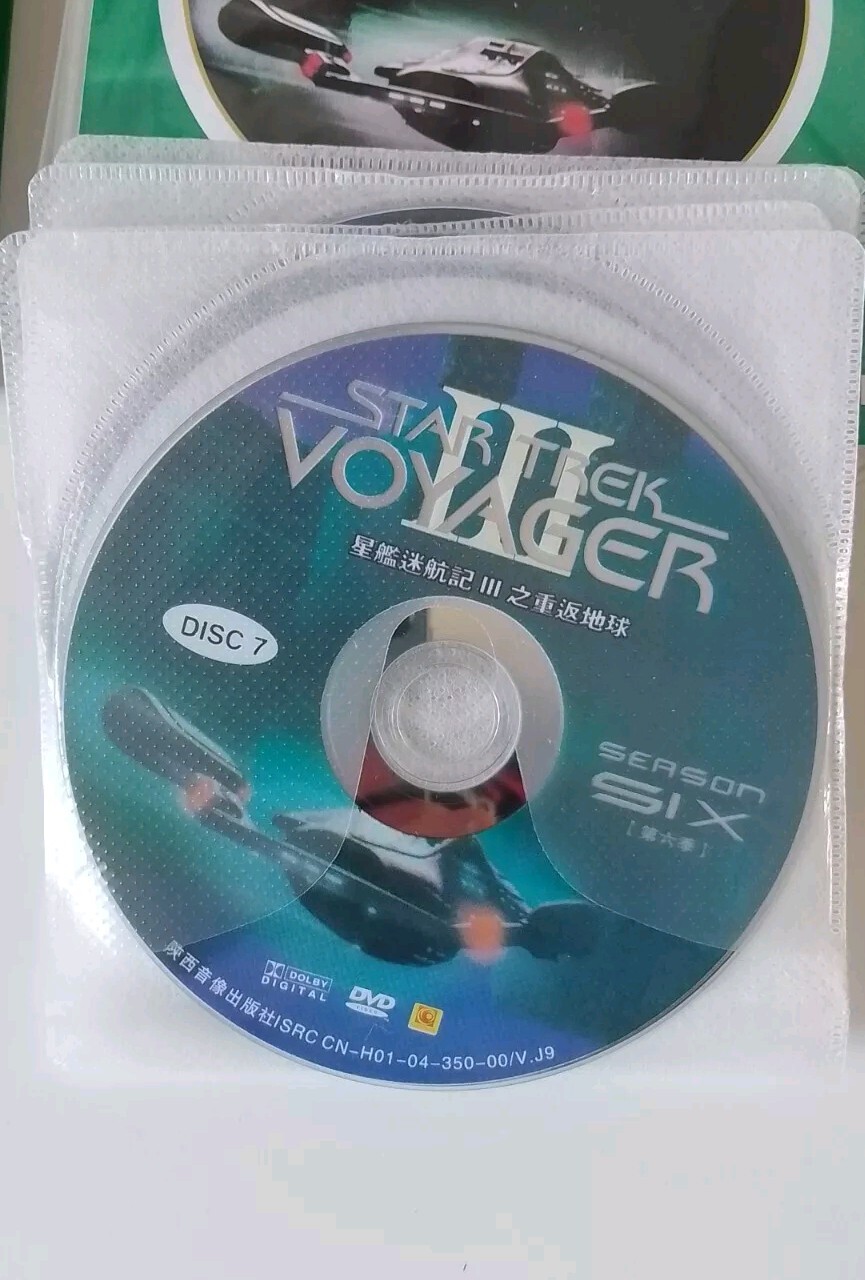 STAR TREK
III
VOYAGER
星艦迷航記 III 之重返地球
DISC 7
SEASON
SIX
[第六季]
DOLBY
DIGITAL
DVD
陝西音像出版社ISRC CN-H01-04-350-00/V.J9